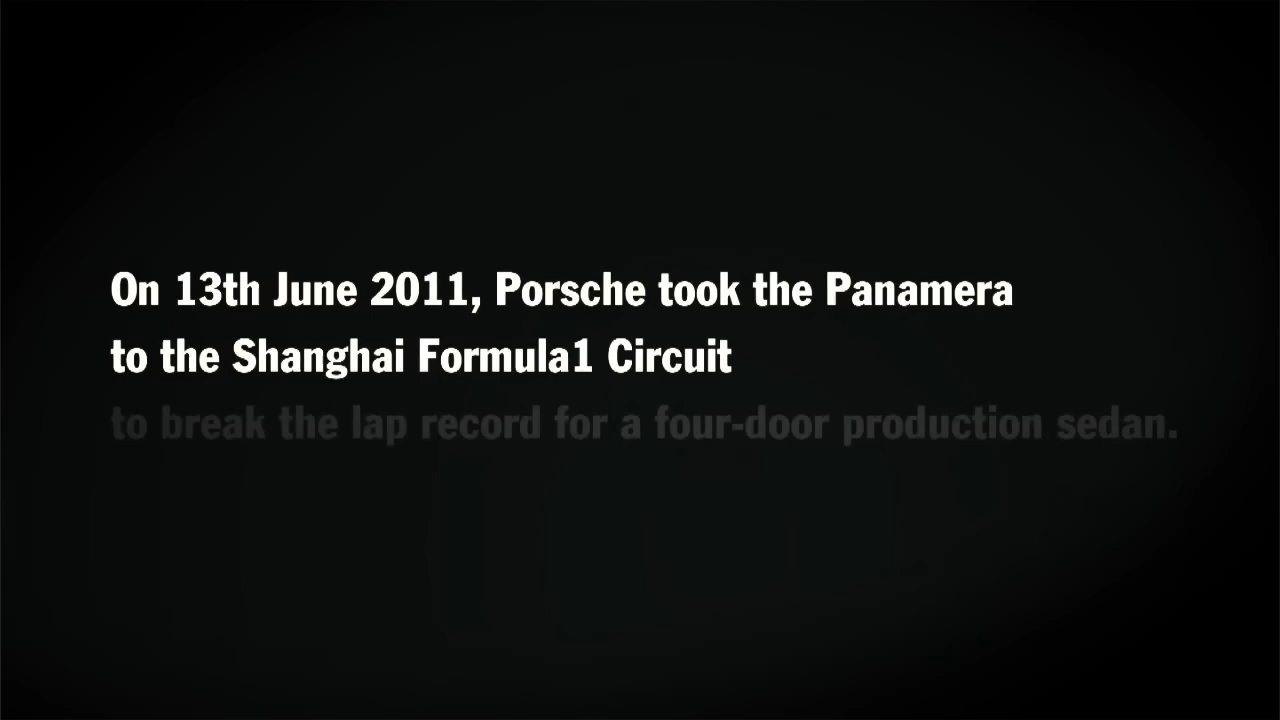 On 13th June 2011, Porsche took the Panamera
to the Shanghai Formula1 Circuit
to break the lap record for a four-door production sedan.